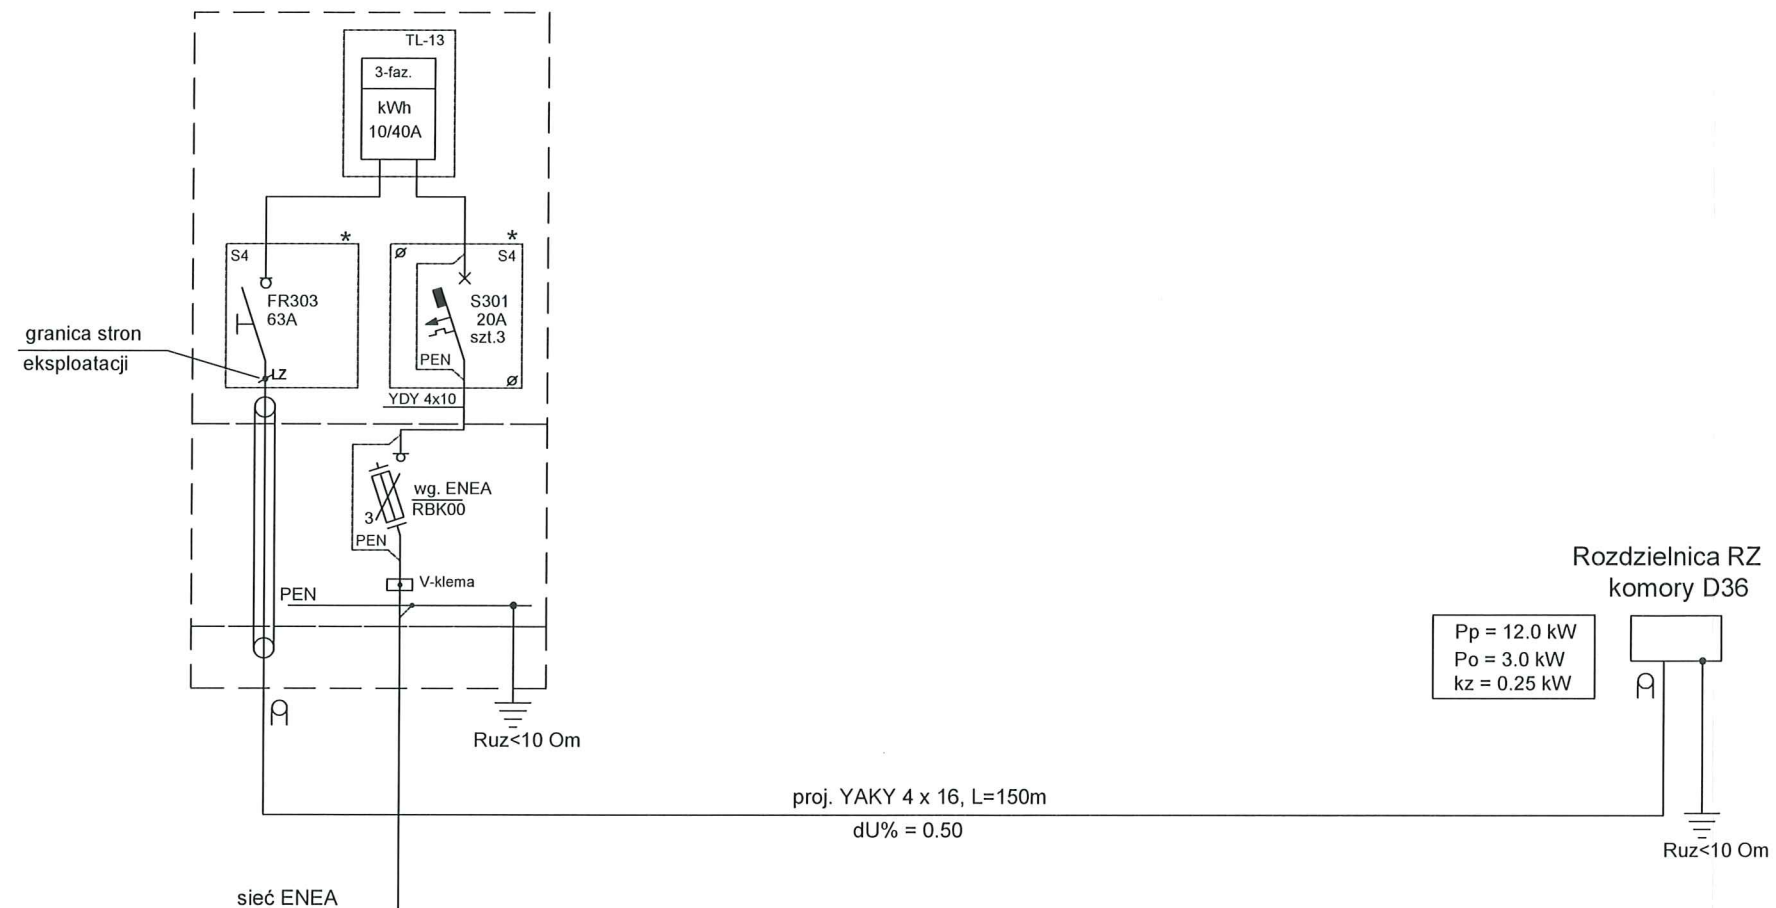 TL-13
3-faz.
kWh
10/40A
*
S4
FR303
63A
LZ
granica stron
eksploatacji
*
S4
S301
20A
szt.3
PEN
YDY 4x10
wg. ENEA
RBK00
3
PEN
V-klema
PEN
Ruz<10 Om
Rozdzielnica RZ
komory D36
Pp = 12.0 kW
Po = 3.0 kW
kz = 0.25 kW
proj. YAKY 4 x 16, L=150m
dU% = 0.50
Ruz<10 Om
sieć ENEA